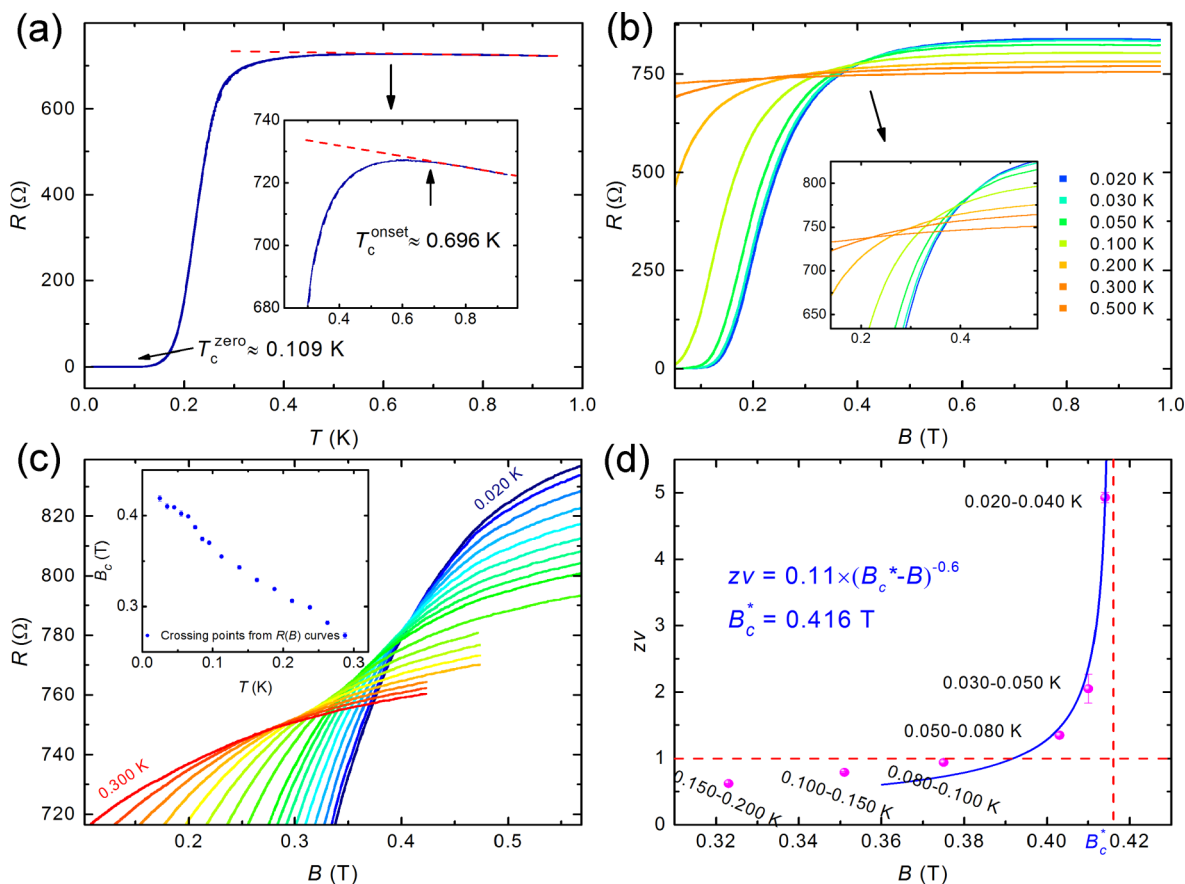 (a)
R (Ω)
600
400
200
0
0.0
0.2
0.4
0.6
0.8
1.0
T (K)
740
720
700
680
0.4
0.6
0.8
T_c^onset ≈ 0.696 K
T_c^zero ≈ 0.109 K
(b)
R (Ω)
750
500
250
0
0.2
0.4
0.6
0.8
1.0
B (T)
800
750
700
650
0.2
0.4
0.020 K
0.030 K
0.050 K
0.100 K
0.200 K
0.300 K
0.500 K
(c)
R (Ω)
820
800
780
760
740
720
0.2
0.3
0.4
0.5
B (T)
0.020 K
0.300 K
B_c (T)
0.4
0.3
Crossing points from R(B) curves
0.0
0.1
0.2
0.3
T (K)
(d)
zν
5
4
3
2
1
0
0.32
0.34
0.36
0.38
0.40
0.42
B_c^*
B (T)
0.020-0.040 K
zν = 0.11×(B_c^*-B)^-0.6
B_c^* = 0.416 T
0.030-0.050 K
0.050-0.080 K
0.080-0.100 K
0.100-0.150 K
0.150-0.200 K